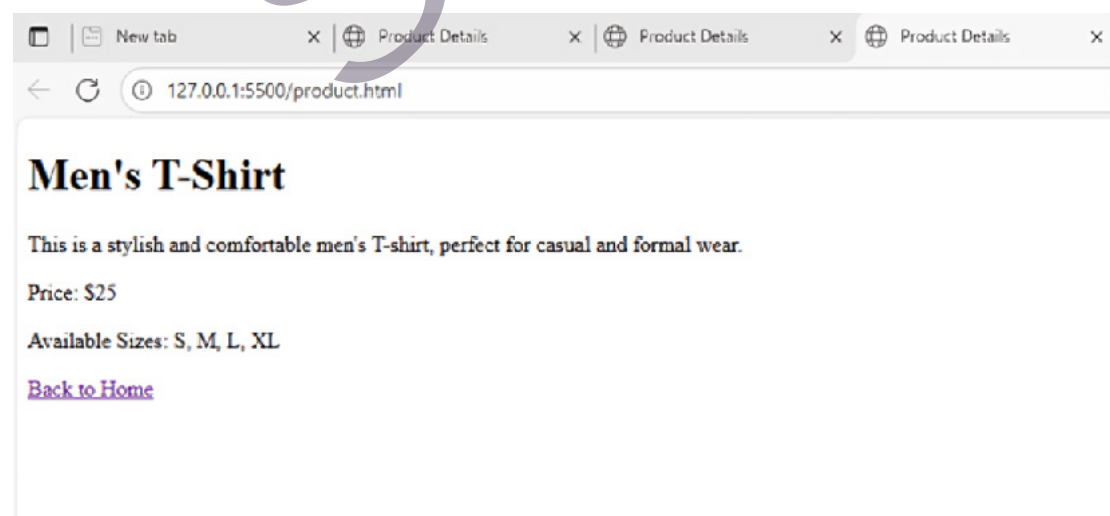 New tab
Product Details
Product Details
Product Details
127.0.0.1:5500/product.html
Men's T-Shirt
This is a stylish and comfortable men's T-shirt, perfect for casual and formal wear.
Price: $25
Available Sizes: S, M, L, XL
Back to Home